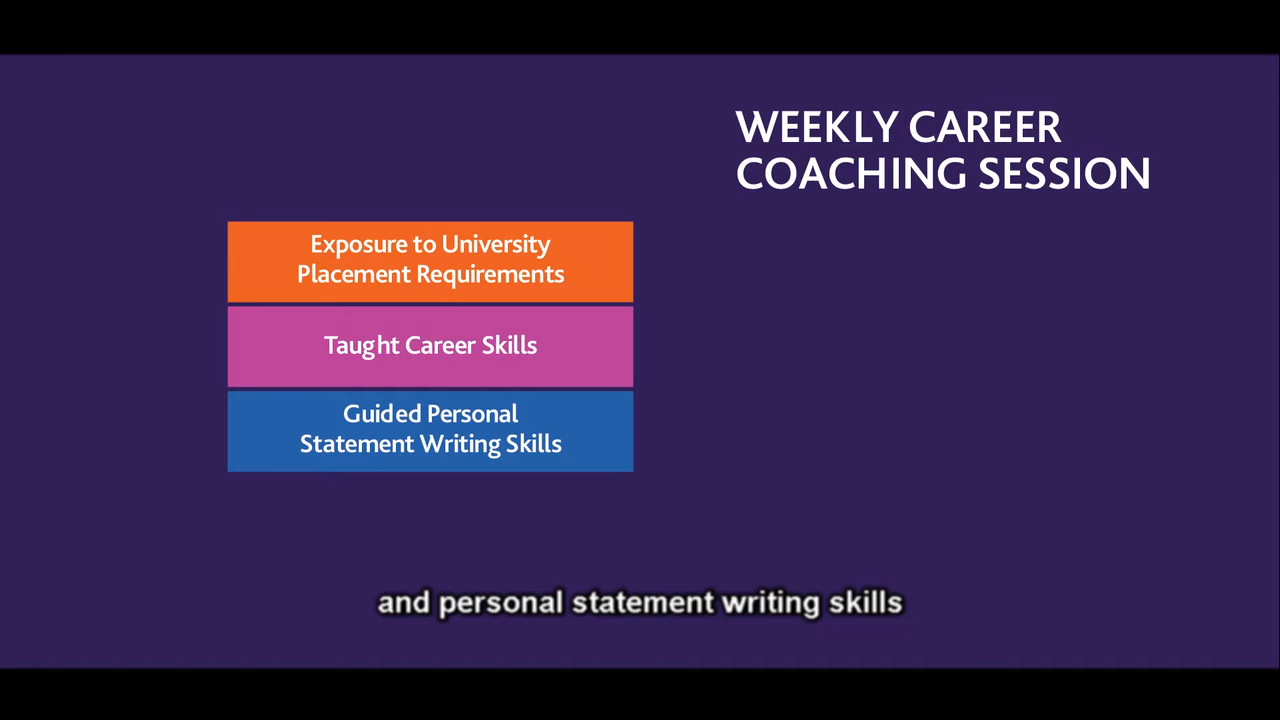 WEEKLY CAREER
COACHING SESSION
Exposure to University
Placement Requirements
Taught Career Skills
Guided Personal
Statement Writing Skills
and personal statement writing skills